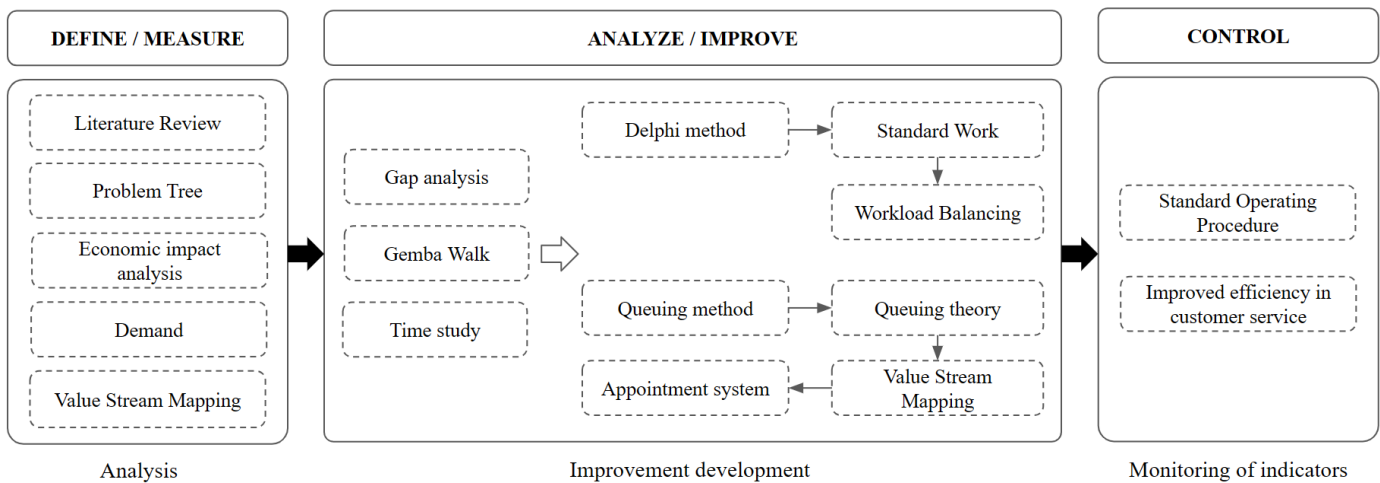 DEFINE / MEASURE
Literature Review
Problem Tree
Economic impact
analysis
Demand
Value Stream Mapping
Analysis
ANALYZE / IMPROVE
Gap analysis
Gemba Walk
Time study
Delphi method
Standard Work
Workload Balancing
Queuing method
Queuing theory
Appointment system
Value Stream
Mapping
Improvement development
CONTROL
Standard Operating
Procedure
Improved efficiency in
customer service
Monitoring of indicators